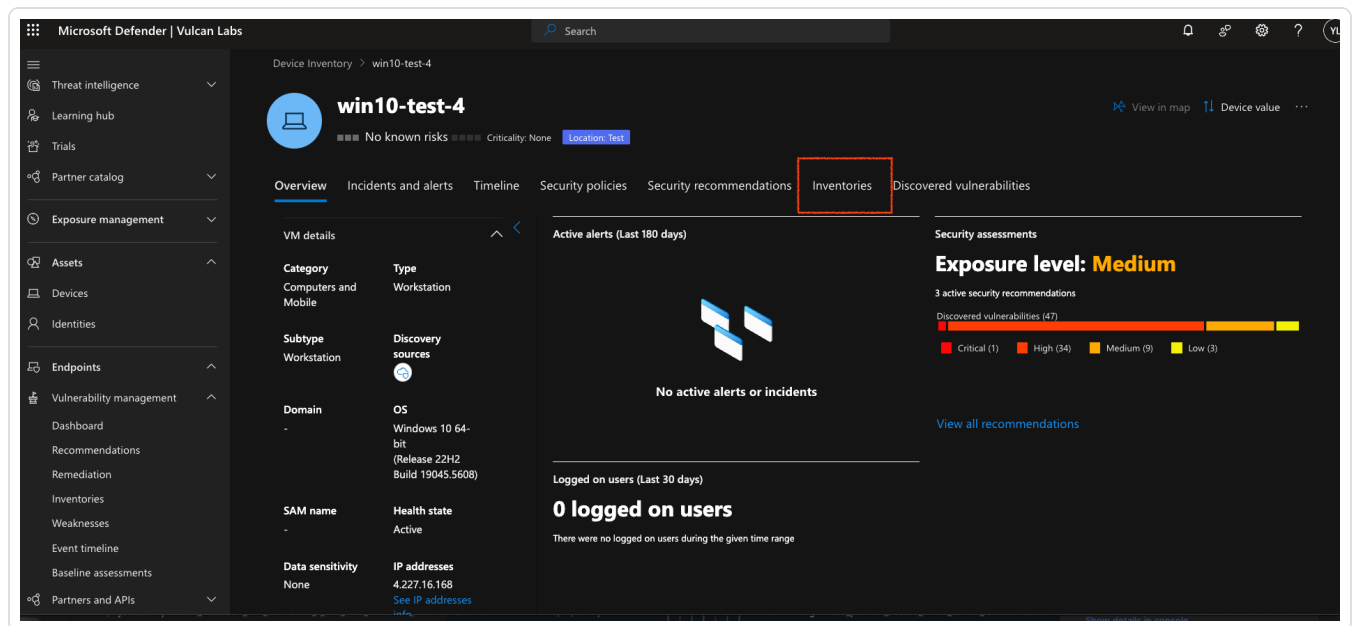 Microsoft Defender | Vulcan Labs
Search
YL
Threat intelligence
Learning hub
Trials
Partner catalog
Exposure management
Assets
Devices
Identities
Endpoints
Vulnerability management
Dashboard
Recommendations
Remediation
Inventories
Weaknesses
Event timeline
Baseline assessments
Partners and APIs
Device Inventory > win10-test-4
win10-test-4
No known risks Criticality: None Location: Test
View in map Device value ...
Overview Incidents and alerts Timeline Security policies Security recommendations Inventories Discovered vulnerabilities
VM details
Category Type
Computers and Mobile Workstation
Subtype Discovery sources
Workstation
Domain OS
- Windows 10 64-
bit
(Release 22H2
Build 19045.5608)
SAM name Health state
- Active
Data sensitivity IP addresses
None 4.227.16.168
See IP addresses
info
Active alerts (Last 180 days)
No active alerts or incidents
Logged on users (Last 30 days)
0 logged on users
There were no logged on users during the given time range
Security assessments
Exposure level: Medium
3 active security recommendations
Discovered vulnerabilities (47)
Critical (1) High (34) Medium (9) Low (3)
View all recommendations
Show details in console